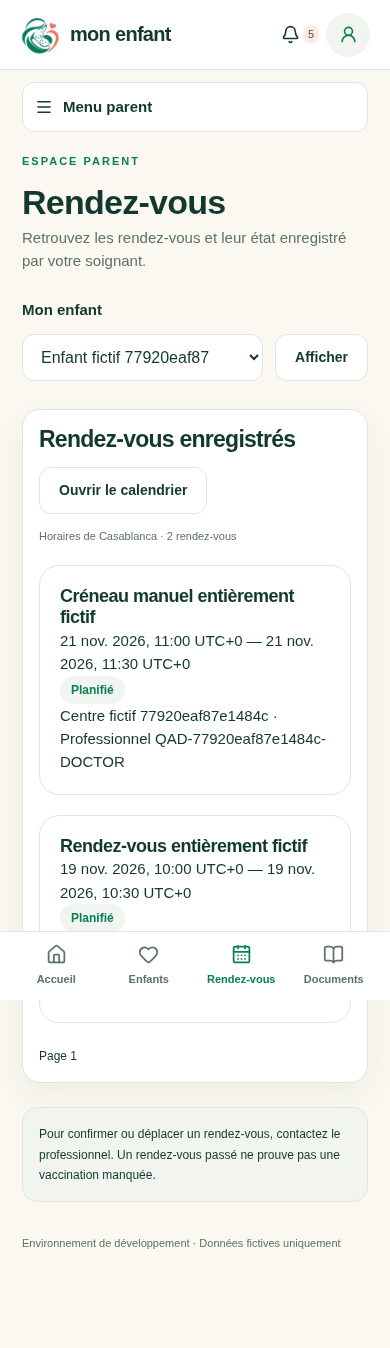 mon enfant
5
Menu parent
ESPACE PARENT
Rendez-vous
Retrouvez les rendez-vous et leur état enregistré
par votre soignant.
Mon enfant
Enfant fictif 77920eaf87
Afficher
Rendez-vous enregistrés
Ouvrir le calendrier
Horaires de Casablanca · 2 rendez-vous
Créneau manuel entièrement
fictif
21 nov. 2026, 11:00 UTC+0 — 21 nov.
2026, 11:30 UTC+0
Planifié
Centre fictif 77920eaf87e1484c ·
Professionnel QAD-77920eaf87e1484c-
DOCTOR
Rendez-vous entièrement fictif
19 nov. 2026, 10:00 UTC+0 — 19 nov.
2026, 10:30 UTC+0
Planifié
Accueil
Enfants
Rendez-vous
Documents
Page 1
Pour confirmer ou déplacer un rendez-vous, contactez le
professionnel. Un rendez-vous passé ne prouve pas une
vaccination manquée.
Environnement de développement · Données fictives uniquement